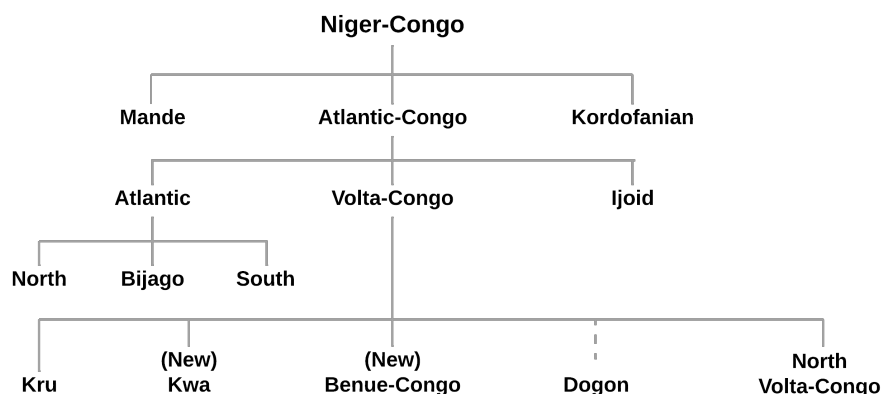 Niger-Congo
Mande Atlantic-Congo Kordofanian
Atlantic Volta-Congo Ijoid
North Bijago South
(New) (New) North
Kru Kwa Benue-Congo Dogon Volta-Congo